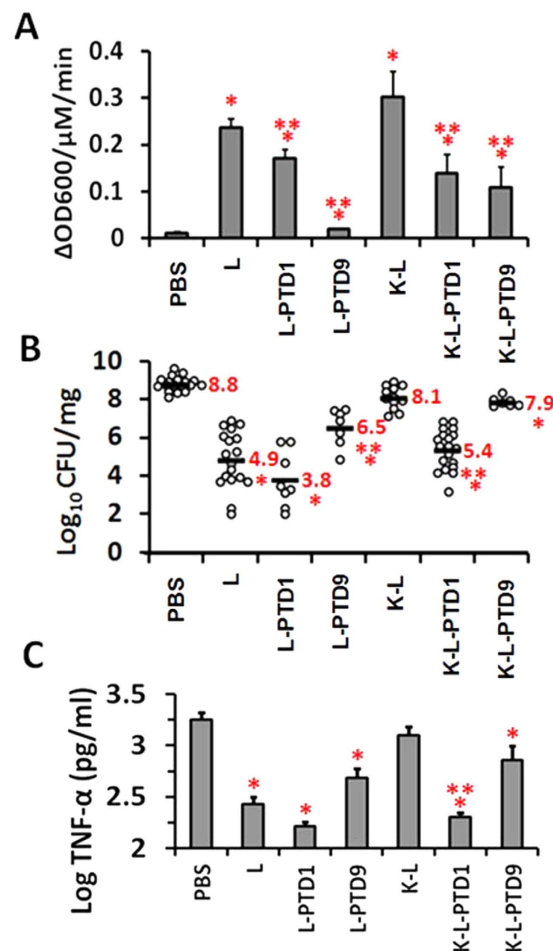 A
ΔOD600/μM/min
0.4
0.3
0.2
0.1
0
*
**
*
**
*
*
**
*
**
*
PBS
L
L-PTD1
L-PTD9
K-L
K-L-PTD1
K-L-PTD9
B
Log10CFU/mg
10
8
6
4
2
0
8.8
4.9
*
3.8
*
6.5
**
*
8.1
5.4
**
*
7.9
*
PBS
L
L-PTD1
L-PTD9
K-L
K-L-PTD1
K-L-PTD9
C
Log TNF-α (pg/ml)
3.5
3
2.5
2
*
*
*
**
*
*
PBS
L
L-PTD1
L-PTD9
K-L
K-L-PTD1
K-L-PTD9